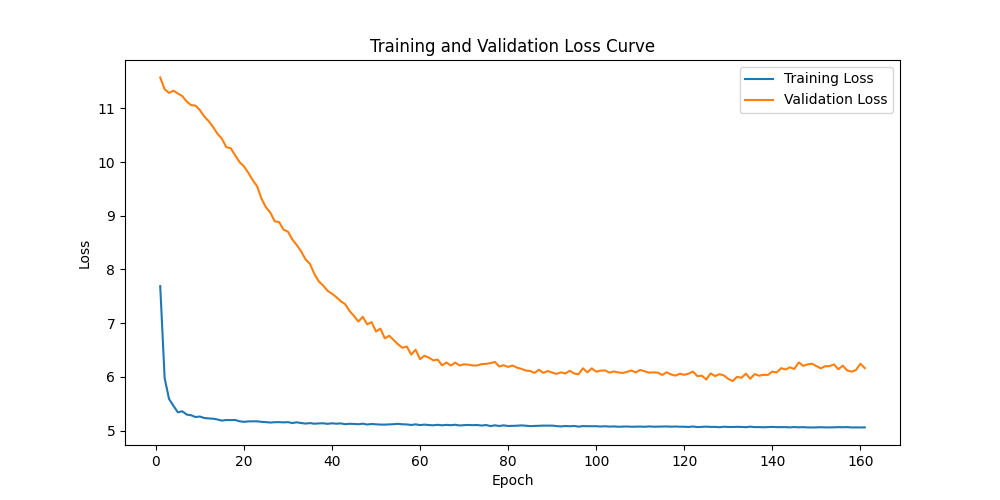 Training and Validation Loss Curve
Training Loss
Validation Loss
11
10
9
8
7
6
5
Loss
0 20 40 60 80 100 120 140 160
Epoch